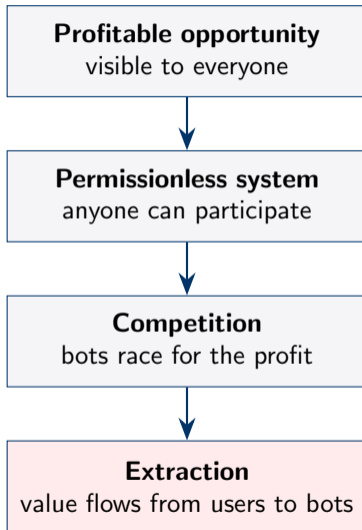 Profitable opportunity
visible to everyone
Permissionless system
anyone can participate
Competition
bots race for the profit
Extraction
value flows from users to bots